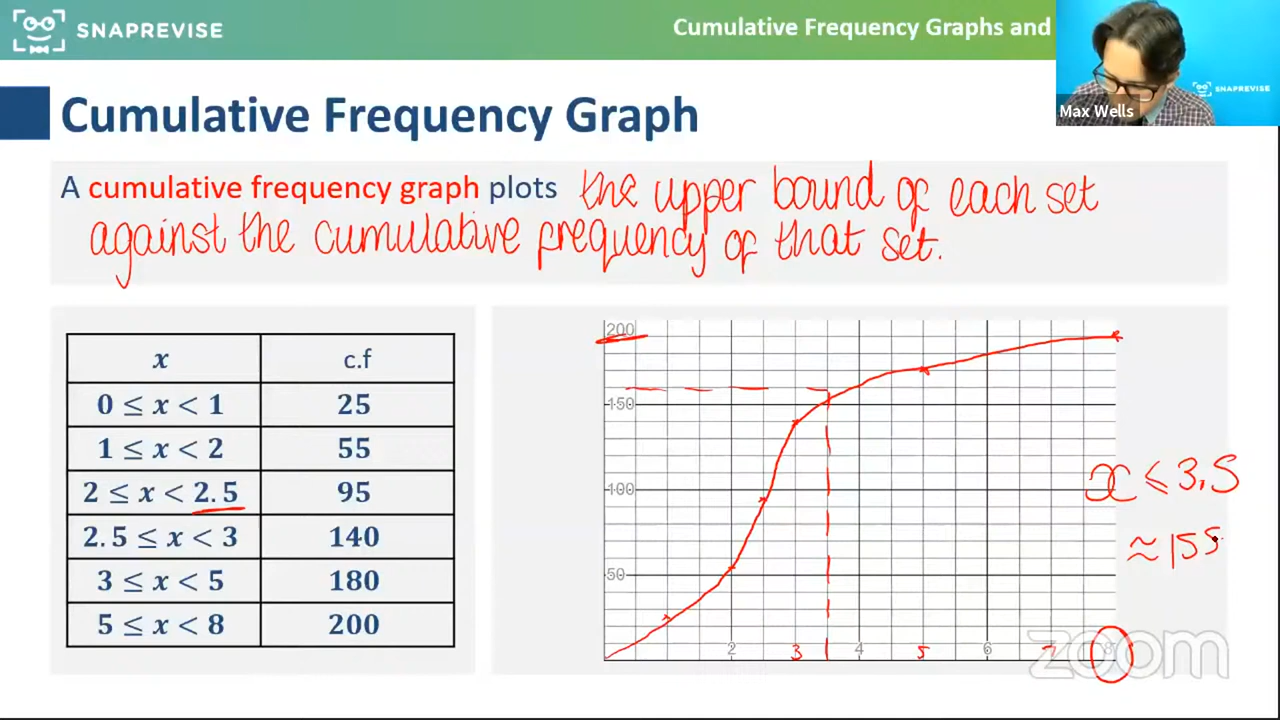 SNAPREVISE
Cumulative Frequency Graphs and
SNAPREVISE
Max Wells
Cumulative Frequency Graph
A cumulative frequency graph plots the upper bound of each set
against the cumulative frequency of that set.
x c.f
0 ≤ x < 1 25
1 ≤ x < 2 55
2 ≤ x < 2.5 95
2.5 ≤ x < 3 140
3 ≤ x < 5 180
5 ≤ x < 8 200
200
150
100
50
2 3 4 5 6 7 8
x ≤ 3.5
≈ 155
zoom